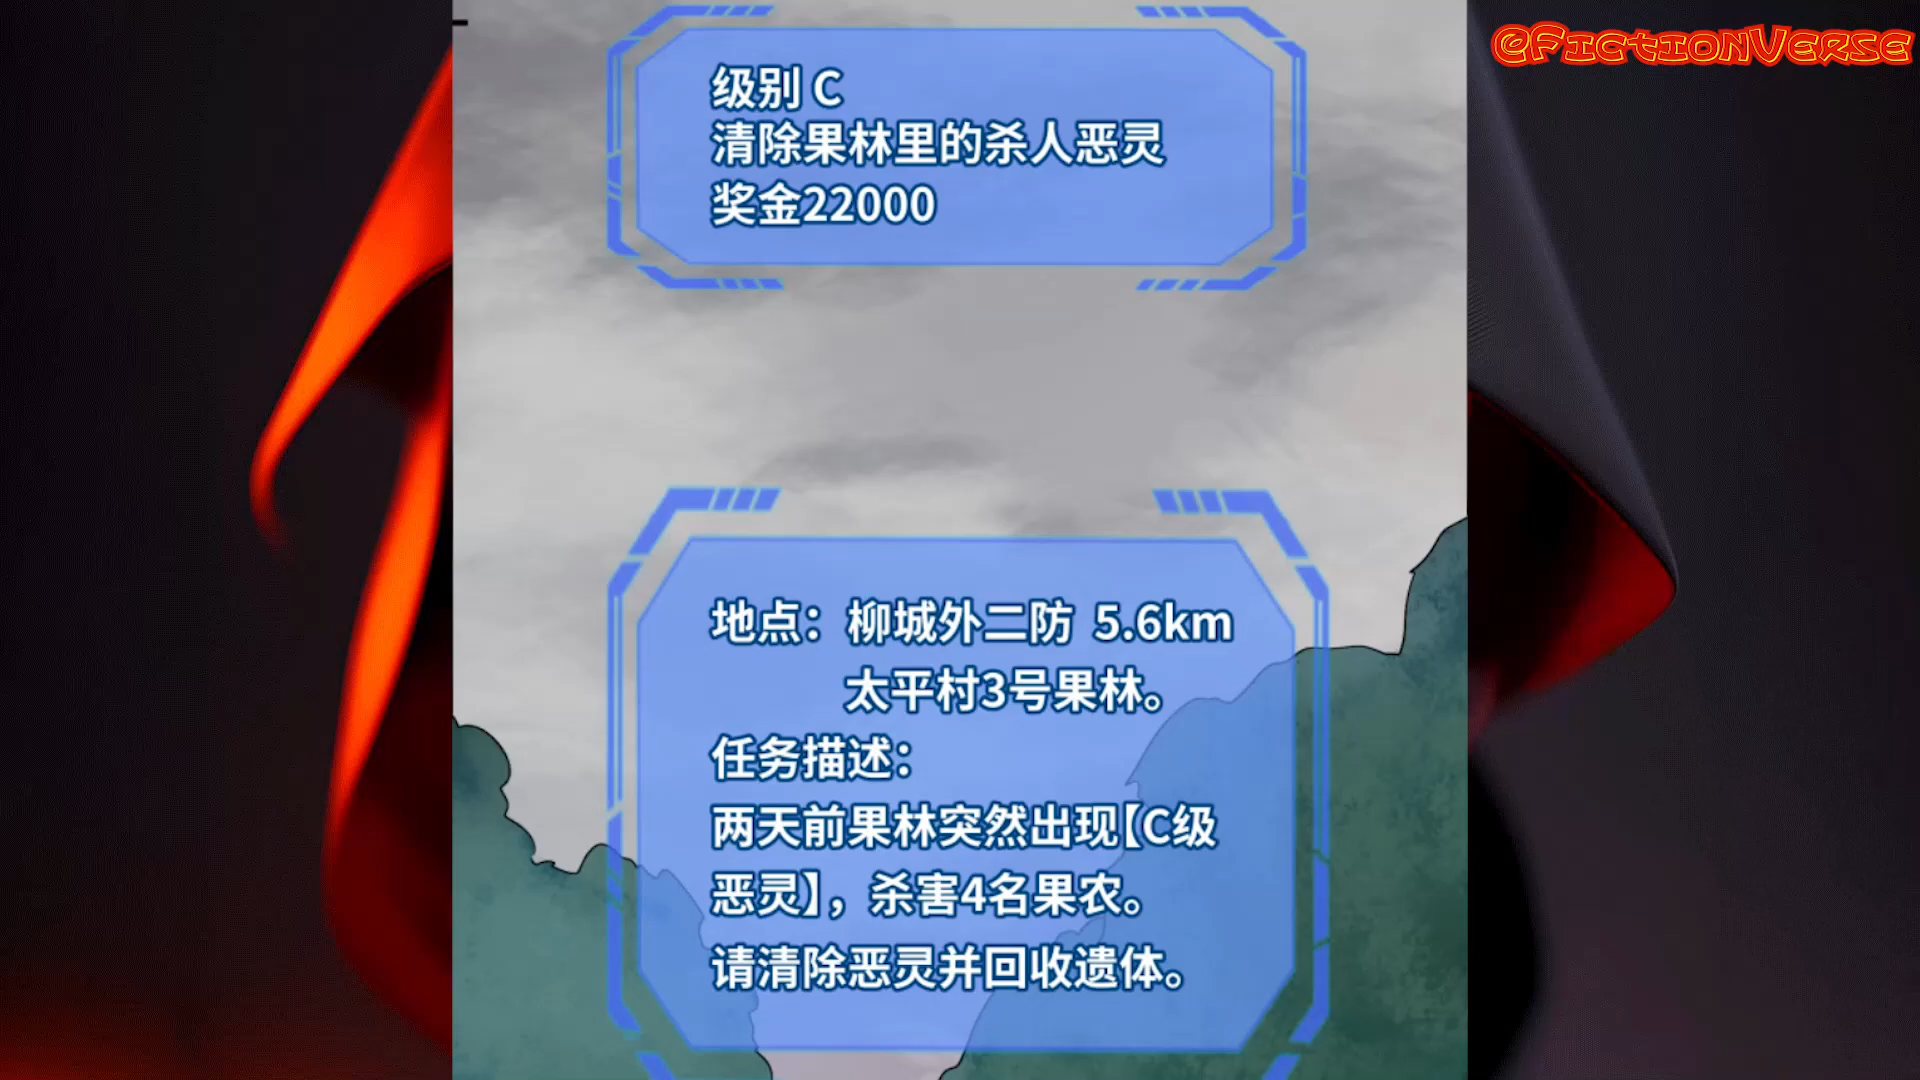 @FictionVerse
级别 C
清除果林里的杀人恶灵
奖金22000
地点：柳城外二防 5.6km
太平村3号果林。
任务描述：
两天前果林突然出现【C级
恶灵】，杀害4名果农。
请清除恶灵并回收遗体。